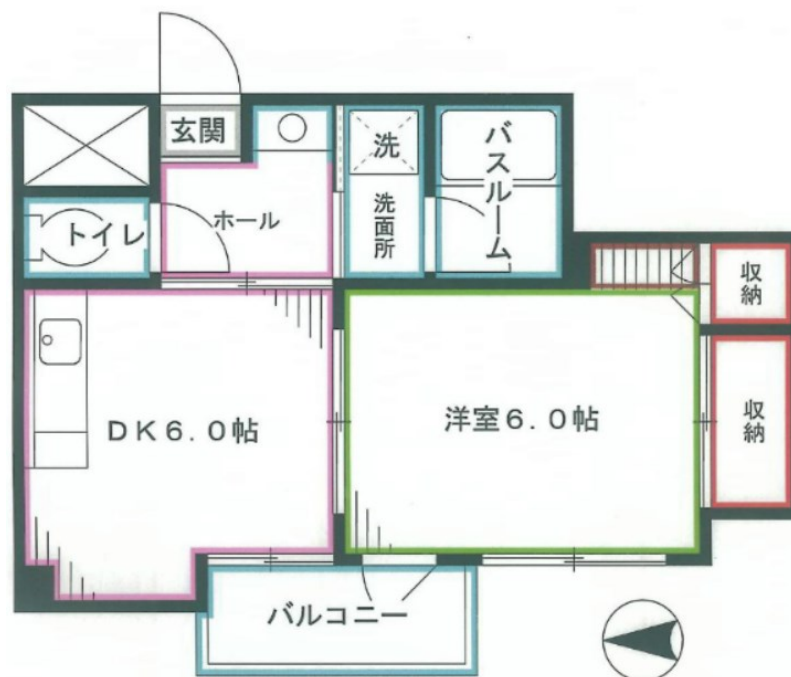 玄関
洗
バスルーム
トイレ
ホール
洗面所
収納
DK6.0帖
洋室6.0帖
収納
バルコニー